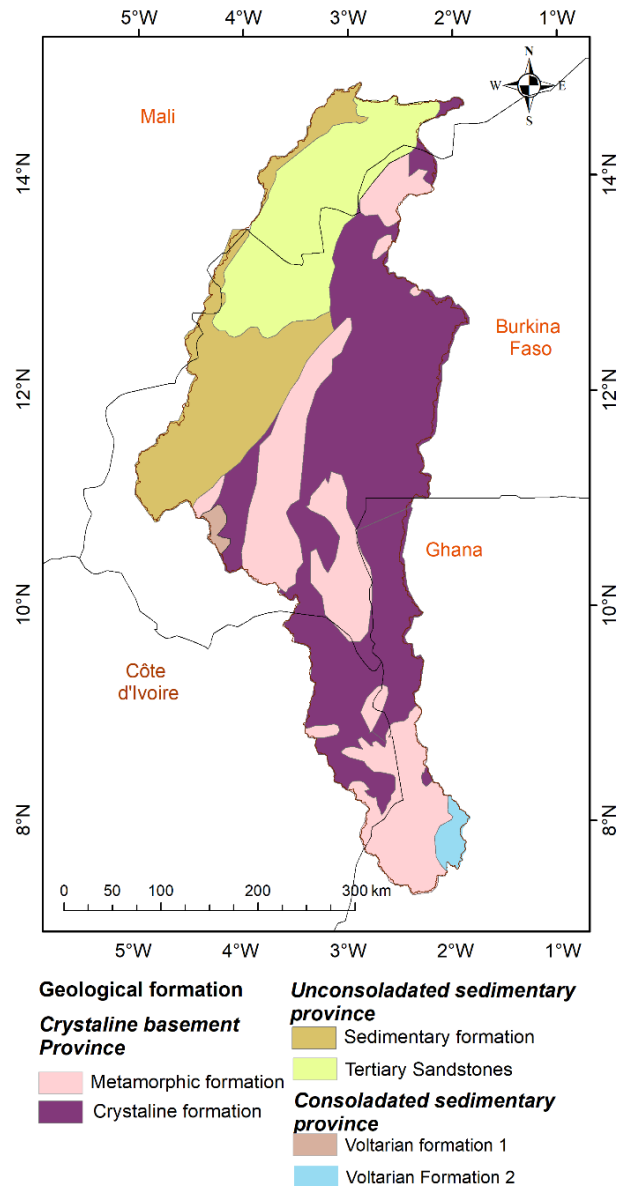 5°W 4°W 3°W 2°W 1°W
N
W E
S
Mali
14°N 14°N
Burkina
Faso
12°N 12°N
Ghana
10°N 10°N
Côte
d'Ivoire
8°N 8°N
0 50 100 200 300 km
5°W 4°W 3°W 2°W 1°W
Geological formation
Crystaline basement
Province
Metamorphic formation
Crystaline formation
Unconsoladated sedimentary
province
Sedimentary formation
Tertiary Sandstones
Consoladated sedimentary
province
Voltarian formation 1
Voltarian Formation 2